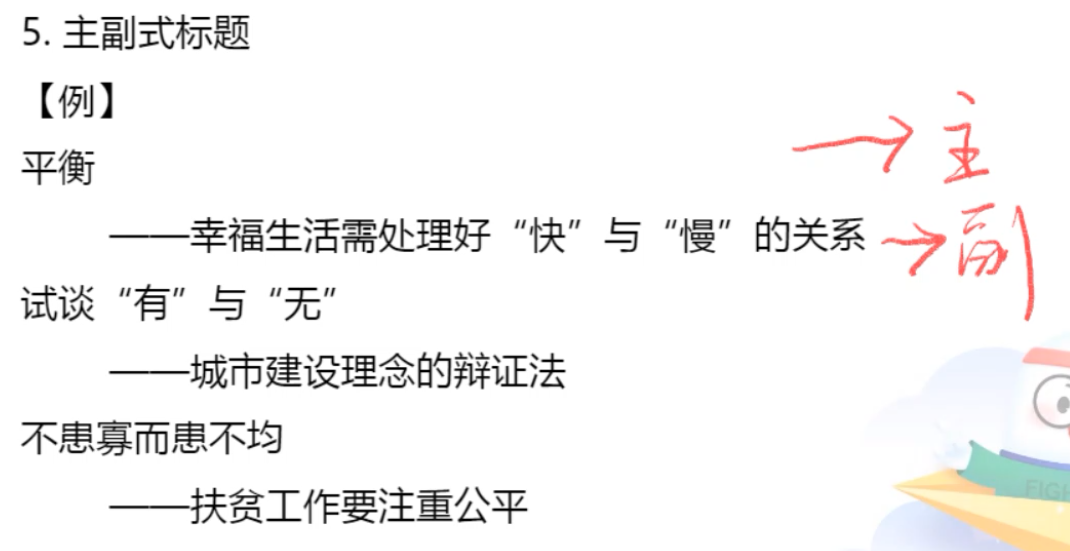 5. 主副式标题
【例】
平衡
→主
——幸福生活需处理好“快”与“慢”的关系 →副
试谈“有”与“无”
——城市建设理念的辩证法
不患寡而患不均
——扶贫工作要注重公平
FIGH